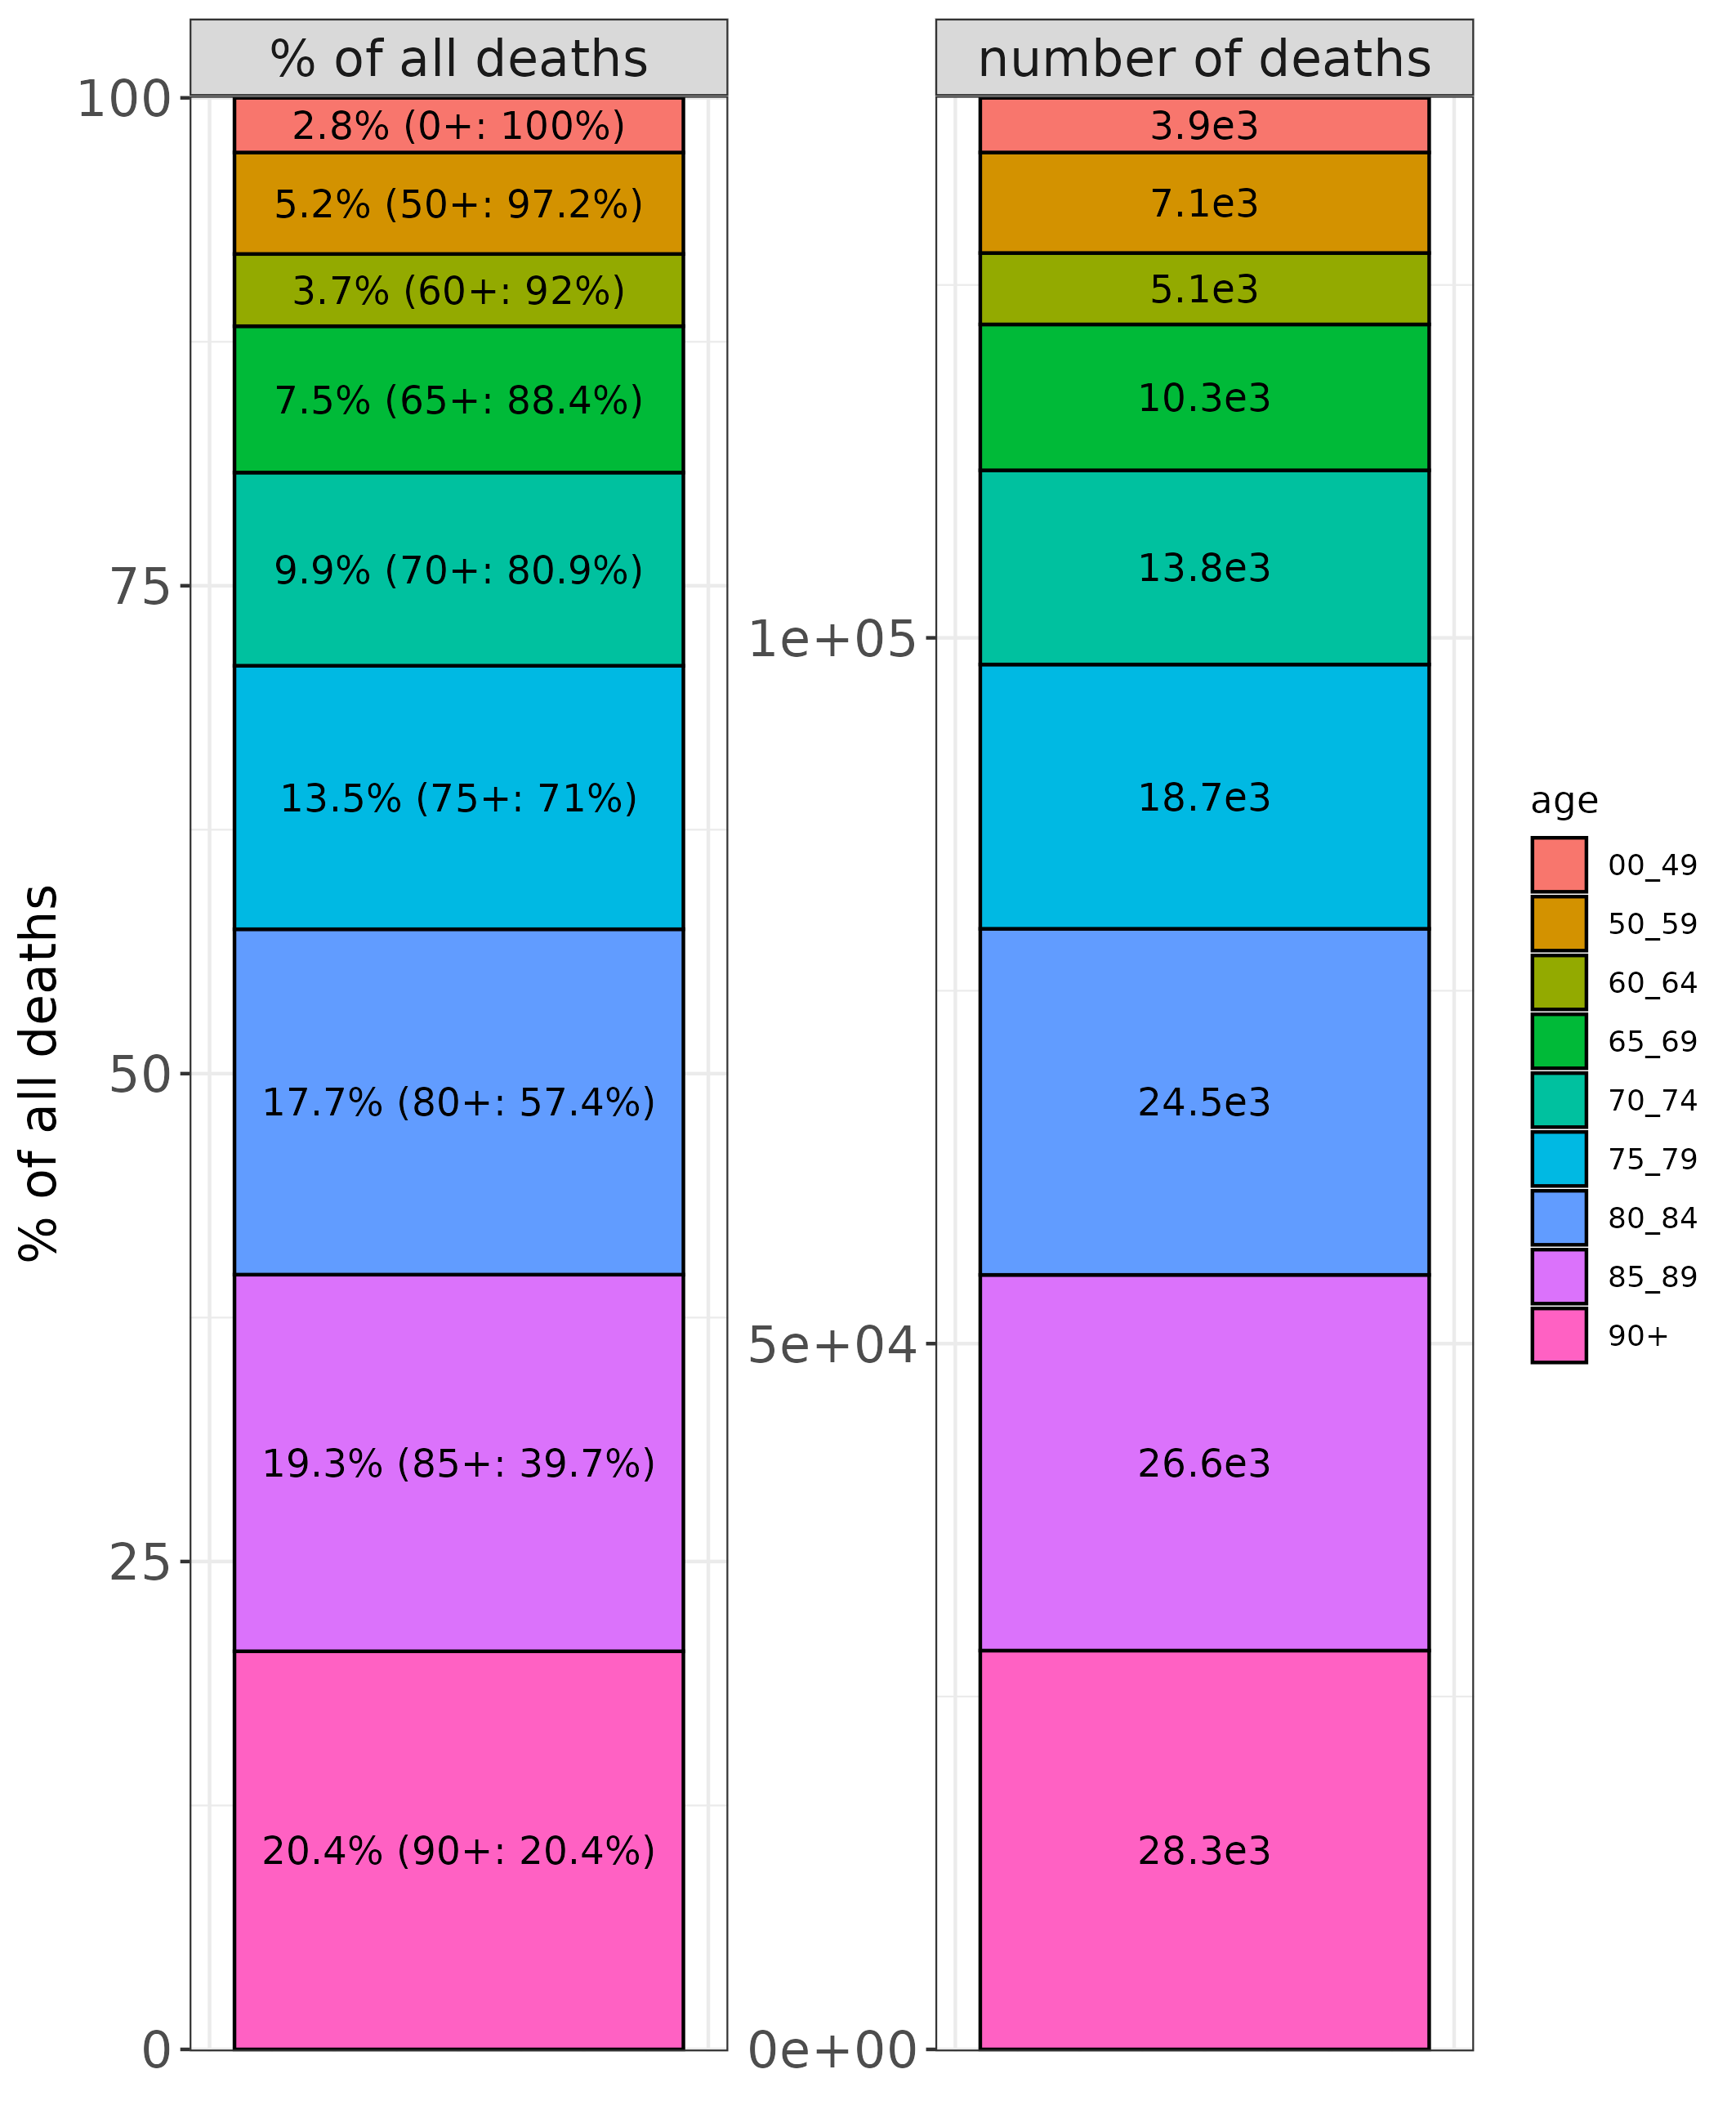 % of all deaths
number of deaths
% of all deaths
100
75
50
25
0
2.8% (0+: 100%)
5.2% (50+: 97.2%)
3.7% (60+: 92%)
7.5% (65+: 88.4%)
9.9% (70+: 80.9%)
13.5% (75+: 71%)
17.7% (80+: 57.4%)
19.3% (85+: 39.7%)
20.4% (90+: 20.4%)
1e+05
5e+04
0e+00
3.9e3
7.1e3
5.1e3
10.3e3
13.8e3
18.7e3
24.5e3
26.6e3
28.3e3
age
00_49
50_59
60_64
65_69
70_74
75_79
80_84
85_89
90+